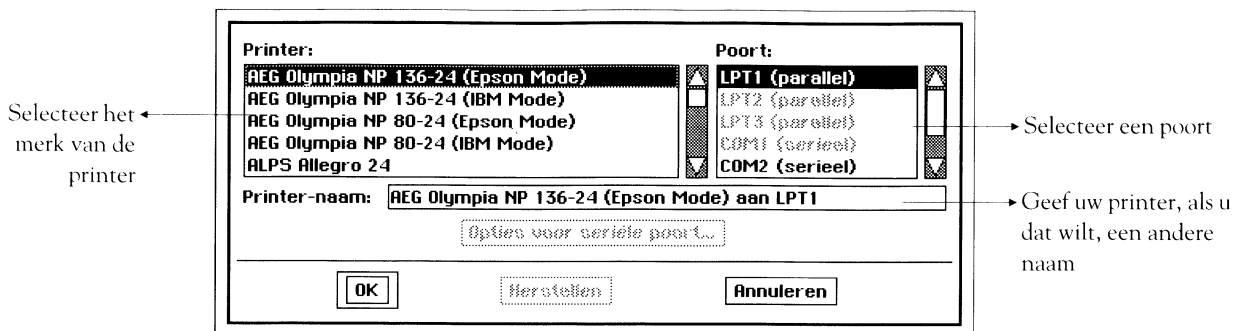 Printer:
Poort:
AEG Olympia NP 136-24 (Epson Mode)
AEG Olympia NP 136-24 (IBM Mode)
AEG Olympia NP 80-24 (Epson Mode)
AEG Olympia NP 80-24 (IBM Mode)
ALPS Allegro 24
LPT1 (parallel)
LPT2 (parallel)
LPT3 (parallel)
COM1 (serieel)
COM2 (serieel)
Printer-naam: AEG Olympia NP 136-24 (Epson Mode) aan LPT1
Opties voor seriële poort...
OK
Herstellen
Annuleren
Selecteer het
merk van de
printer
Selecteer een poort
Geef uw printer, als u
dat wilt, een andere
naam